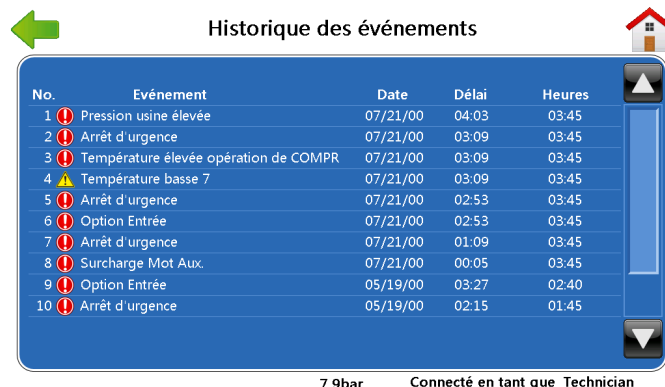 Historique des événements
No. Evénement Date Délai Heures
1 Pression usine élevée 07/21/00 04:03 03:45
2 Arrêt d'urgence 07/21/00 03:09 03:45
3 Température élevée opération de COMPR 07/21/00 03:09 03:45
4 Température basse 7 07/21/00 03:09 03:45
5 Arrêt d'urgence 07/21/00 02:53 03:45
6 Option Entrée 07/21/00 02:53 03:45
7 Arrêt d'urgence 07/21/00 01:09 03:45
8 Surcharge Mot Aux. 07/21/00 00:05 03:45
9 Option Entrée 05/19/00 03:27 02:40
10 Arrêt d'urgence 05/19/00 02:15 01:45
7.9bar Connecté en tant que Technician